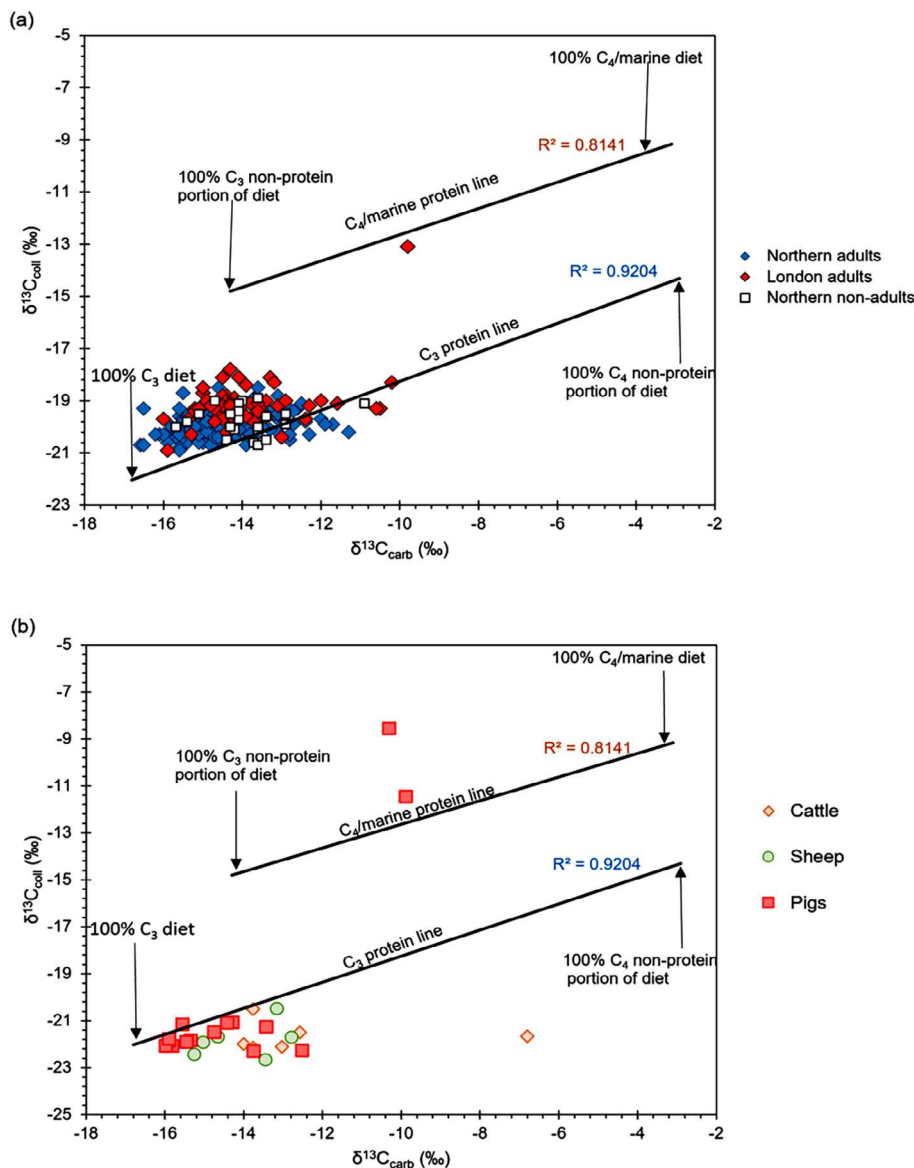 (a)
-5
-7
-9
-11
-13
-15
-17
-19
-21
-23
δ¹³C_coll (‰)
100% C₄/marine diet
R² = 0.8141
100% C₃ non-protein
portion of diet
C₄/marine protein line
R² = 0.9204
C₃ protein line
100% C₃ diet
100% C₄ non-protein
portion of diet
Northern adults
London adults
Northern non-adults
-18 -16 -14 -12 -10 -8 -6 -4 -2
δ¹³C_carb (‰)
(b)
-5
-7
-9
-11
-13
-15
-17
-19
-21
-23
-25
δ¹³C_coll (‰)
100% C₄/marine diet
R² = 0.8141
100% C₃ non-protein
portion of diet
C₄/marine protein line
R² = 0.9204
C₃ protein line
100% C₃ diet
100% C₄ non-protein
portion of diet
Cattle
Sheep
Pigs
-18 -16 -14 -12 -10 -8 -6 -4 -2
δ¹³C_carb (‰)